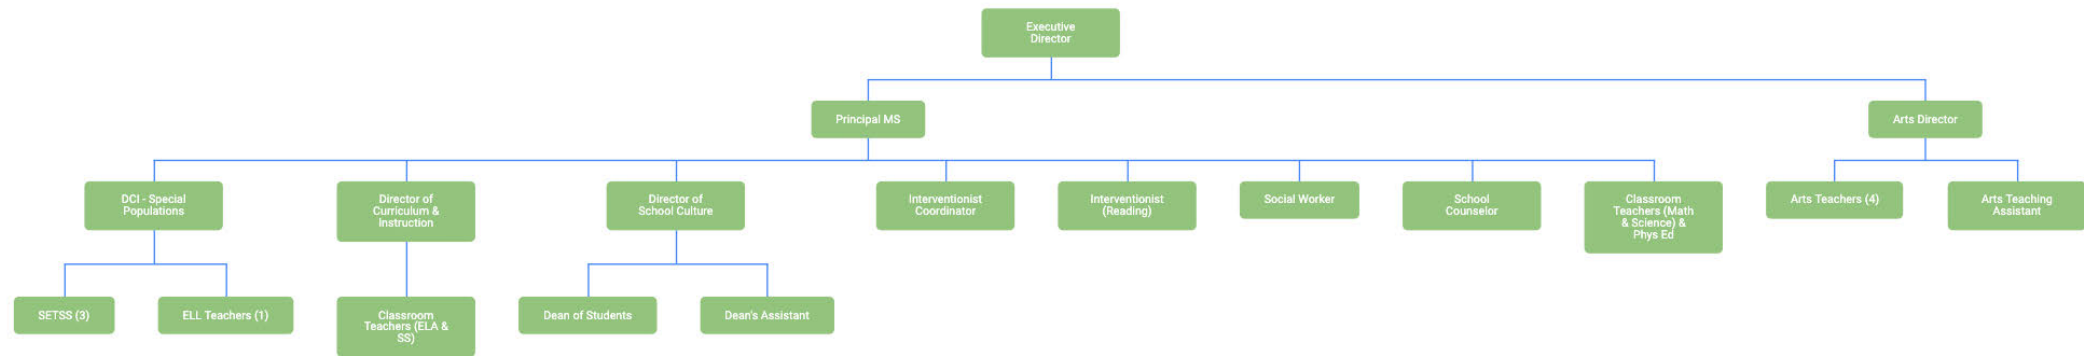 Executive
Director
Principal MS
Arts Director
DCI - Special
Populations
Director of
Curriculum &
Instruction
Director of
School Culture
Interventionist
Coordinator
Interventionist
(Reading)
Social Worker
School
Counselor
Classroom
Teachers (Math
& Science) &
Phys Ed
Arts Teachers (4)
Arts Teaching
Assistant
SETSS (3)
ELL Teachers (1)
Classroom
Teachers (ELA &
SS)
Dean of Students
Dean's Assistant